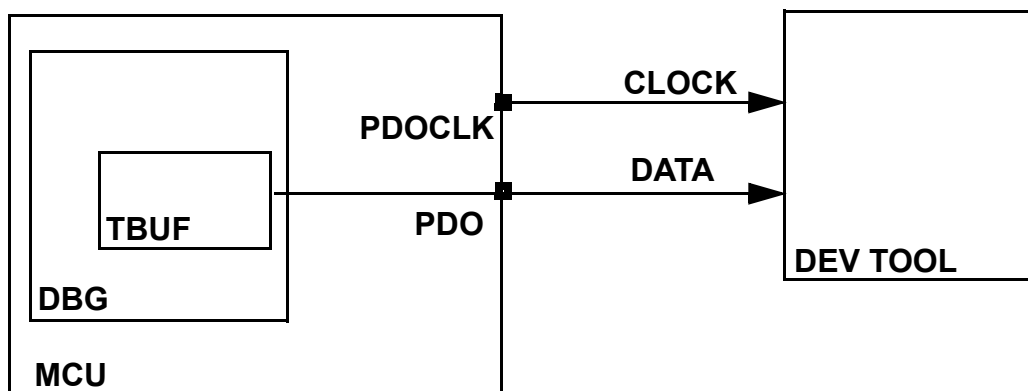 CLOCK
PDOCLK
DATA
TBUF
PDO
DEV TOOL
DBG
MCU